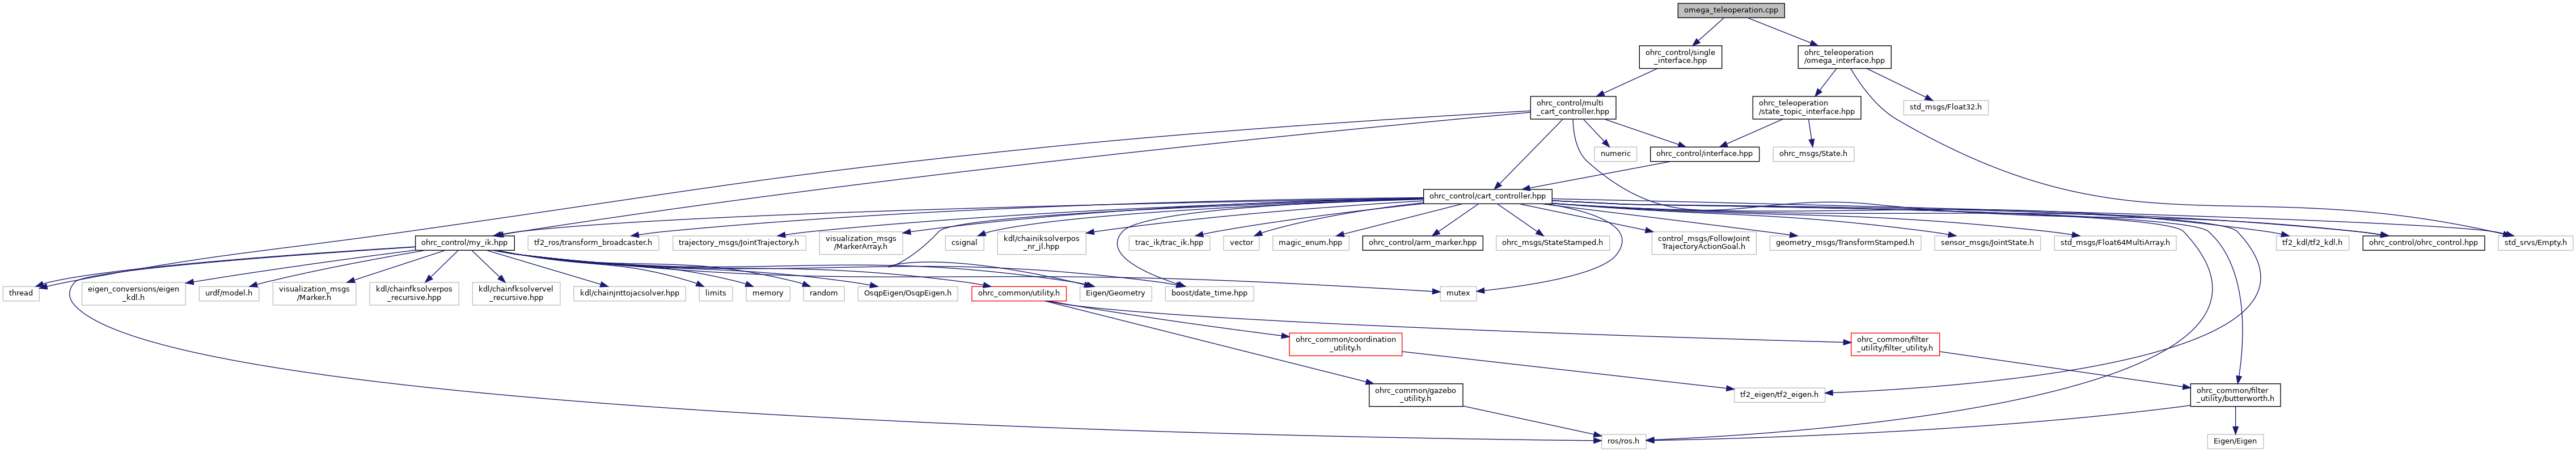 omega_teleoperation.cpp
ohrc_control/single
_interface.hpp
ohrc_teleoperation
/omega_interface.hpp
ohrc_control/multi
_cart_controller.hpp
ohrc_teleoperation
/state_topic_interface.hpp
std_msgs/Float32.h
numeric
ohrc_control/interface.hpp
ohrc_msgs/State.h
ohrc_control/cart_controller.hpp
ohrc_control/my_ik.hpp
tf2_ros/transform_broadcaster.h
trajectory_msgs/JointTrajectory.h
visualization_msgs
/MarkerArray.h
csignal
kdl/chainiksolverpos
_nr_jl.hpp
trac_ik/trac_ik.hpp
vector
magic_enum.hpp
ohrc_control/arm_marker.hpp
ohrc_msgs/StateStamped.h
control_msgs/FollowJoint
TrajectoryActionGoal.h
geometry_msgs/TransformStamped.h
sensor_msgs/JointState.h
std_msgs/Float64MultiArray.h
tf2_kdl/tf2_kdl.h
ohrc_control/ohrc_control.hpp
std_srvs/Empty.h
thread
eigen_conversions/eigen
_kdl.h
urdf/model.h
visualization_msgs
/Marker.h
kdl/chainfksolverpos
_recursive.hpp
kdl/chainfksolvervel
_recursive.hpp
kdl/chainjnttojacsolver.hpp
limits
memory
random
OsqpEigen/OsqpEigen.h
ohrc_common/utility.h
Eigen/Geometry
boost/date_time.hpp
mutex
ohrc_common/coordination
_utility.h
ohrc_common/filter
_utility/filter_utility.h
ohrc_common/gazebo
_utility.h
tf2_eigen/tf2_eigen.h
ohrc_common/filter
_utility/butterworth.h
ros/ros.h
Eigen/Eigen